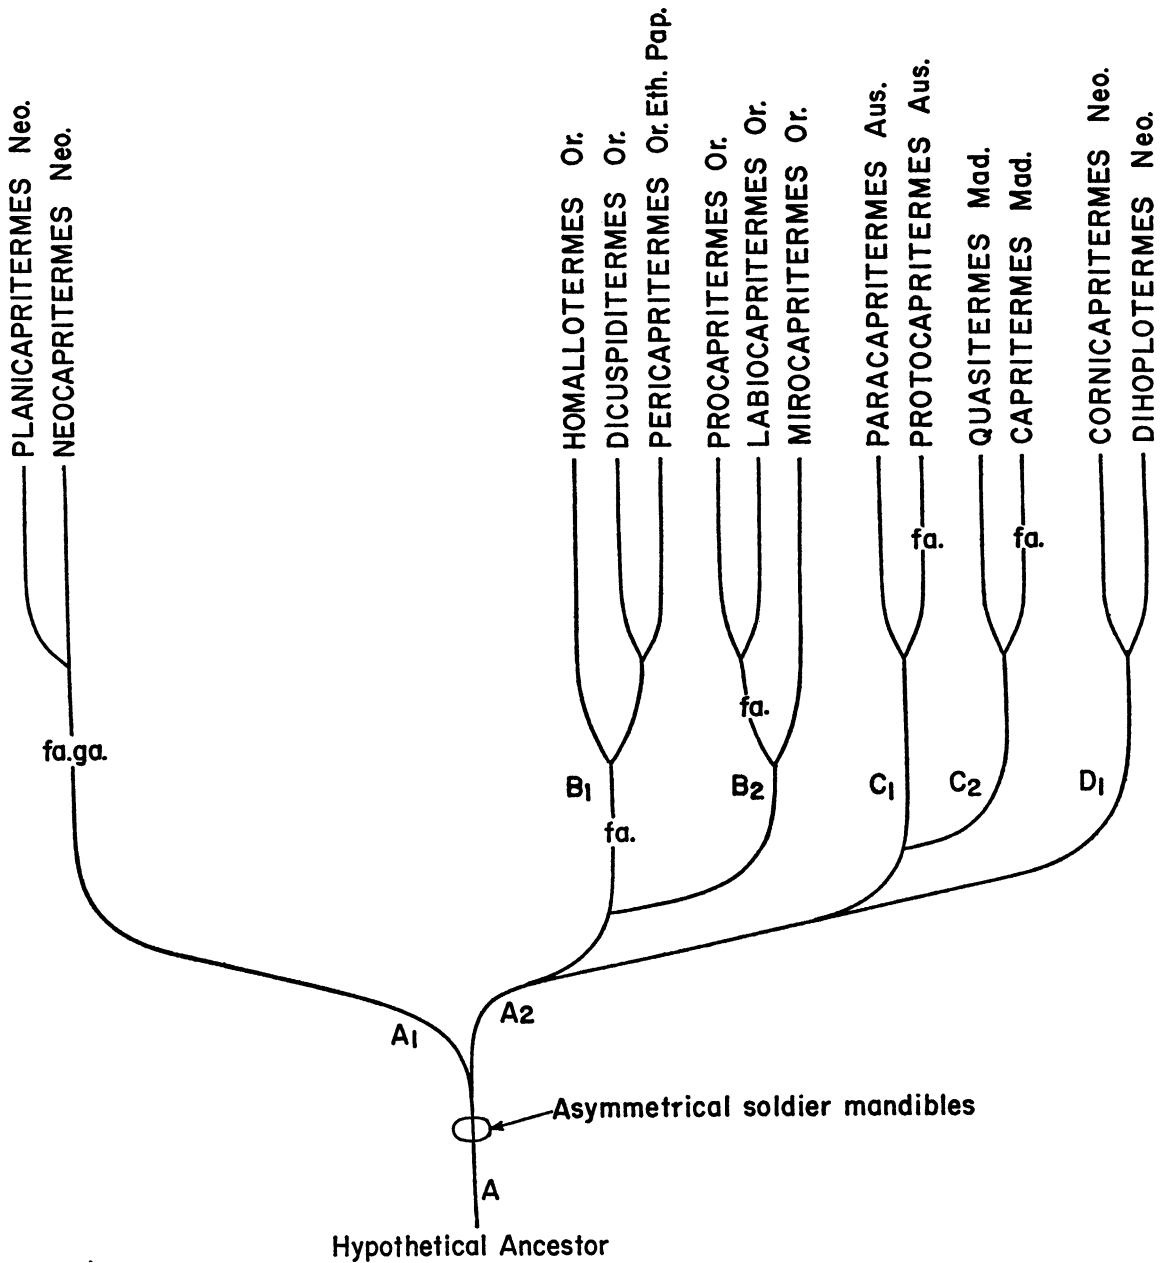 PLANICAPRITERMES Neo.
NEOCAPRITERMES Neo.
HOMALLOTERMES Or.
DICUSPIDITERMES Or.
PERICAPRITERMES Or. Eth. Pap.
PROCAPRITERMES Or.
LABIOCAPRITERMES Or.
MIROCAPRITERMES Or.
PARACAPRITERMES Aus.
PROTOCAPRITERMES Aus.
QUASITERMES Mad.
CAPRITERMES Mad.
CORNICAPRITERMES Neo.
DIHOPLOTERMES Neo.
fa.
fa.
fa.
fa.ga.
B1
B2
C1
C2
D1
fa.
A2
A1
Asymmetrical soldier mandibles
A
Hypothetical Ancestor